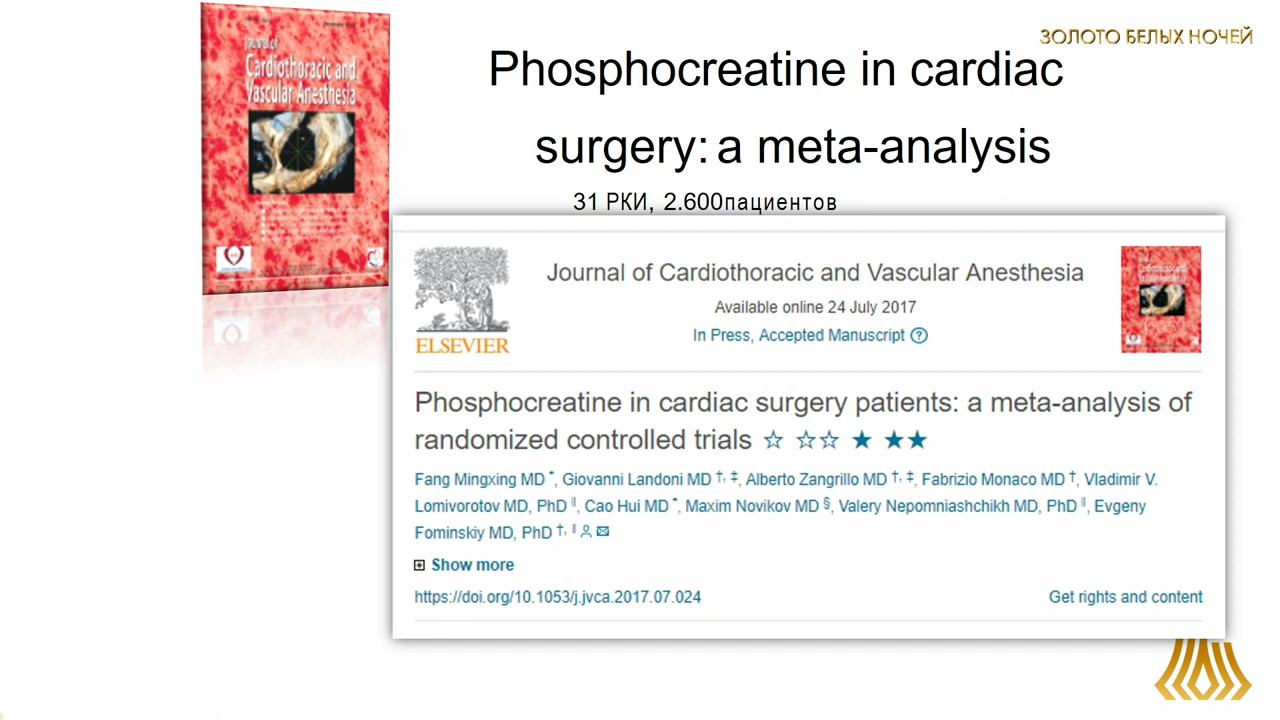 ЗОЛОТО БЕЛЫХ НОЧЕЙ
Phosphocreatine in cardiac
surgery: a meta-analysis
31 РКИ, 2.600пациентов
Journal of
Cardiothoracic and
Vascular Anesthesia
ELSEVIER
Journal of Cardiothoracic and Vascular Anesthesia
Available online 24 July 2017
In Press, Accepted Manuscript ?
Phosphocreatine in cardiac surgery patients: a meta-analysis of
randomized controlled trials ☆ ☆☆ ★ ★★
Fang Mingxing MD *, Giovanni Landoni MD †, ‡, Alberto Zangrillo MD †, ‡, Fabrizio Monaco MD †, Vladimir V.
Lomivorotov MD, PhD ||, Cao Hui MD *, Maxim Novikov MD §, Valery Nepomniashchikh MD, PhD ||, Evgeny
Fominskiy MD, PhD †, ||
Show more
https://doi.org/10.1053/j.jvca.2017.07.024
Get rights and content